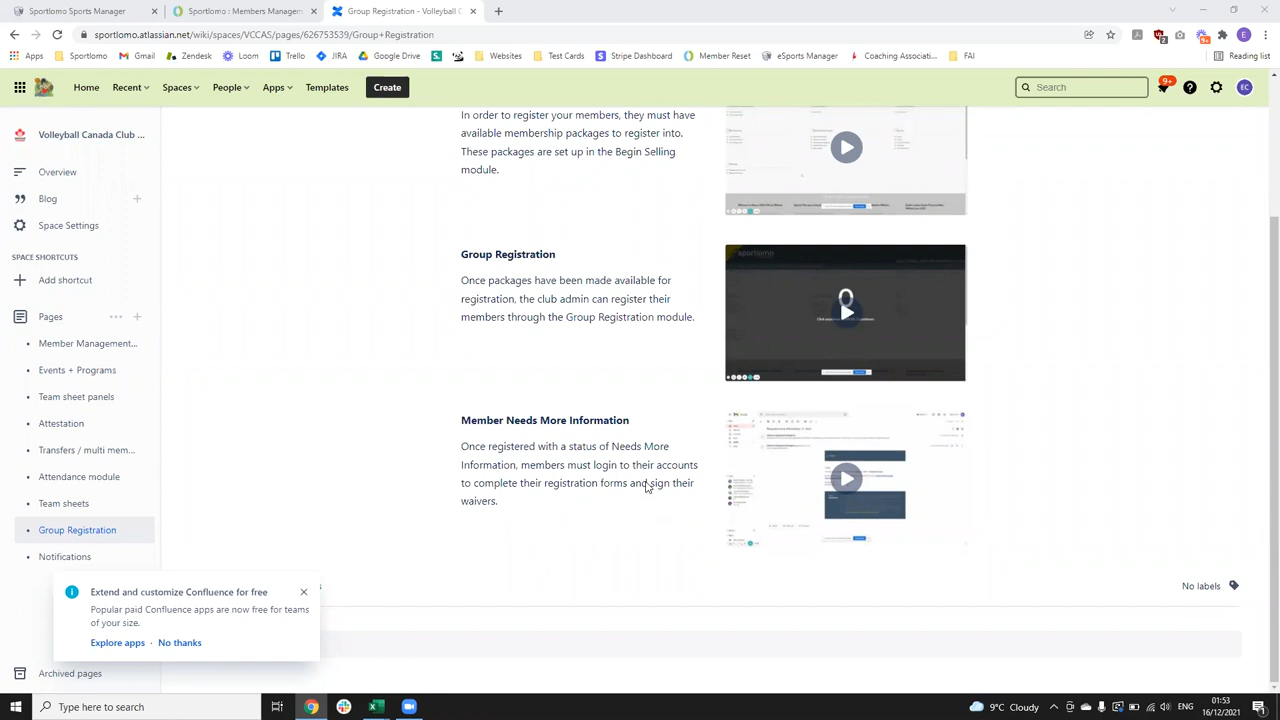 Sportlomo Sports Manager
Sportlomo : Members Managem
Group Registration - Volleyball C
sportlomo.atlassian.net/wiki/spaces/VCCAS/pages/626753539/Group+Registration
Apps
Sportlomo
Gmail
Zendesk
Loom
Trello
JIRA
Google Drive
Webtches
Test Cards
Stripe Dashboard
Member Reset
eSports Manager
Coaching Associati...
FAI
Reading list
Home
Recent
Spaces
People
Apps
Templates
Create
Search
9+
EC
Volleyball Canada Club ...
Overview
Blog
Space Settings
SPACE SHORTCUTS
Add shortcut
Pages
Member Management...
Events + Programs
Team sheet panels
Team sheets
Attendance module -...
Group Registration
Notifications
Archived pages
In order to register your members, they must have
available membership packages to register into.
These packages are set up in the Begin Selling
module.
Group Registration
Once packages have been made available for
registration, the club admin can register their
members through the Group Registration module.
sportlomo
Member Needs More Information
Once registered with a status of Needs More
Information, members must login to their accounts
to complete their registration forms and sign their
waivers.
No labels
Extend and customize Confluence for free
Popular paid Confluence apps are now free for teams
of your size.
Explore apps · No thanks
Type here to search
9°C Cloudy
ENG
01:53
16/12/2021